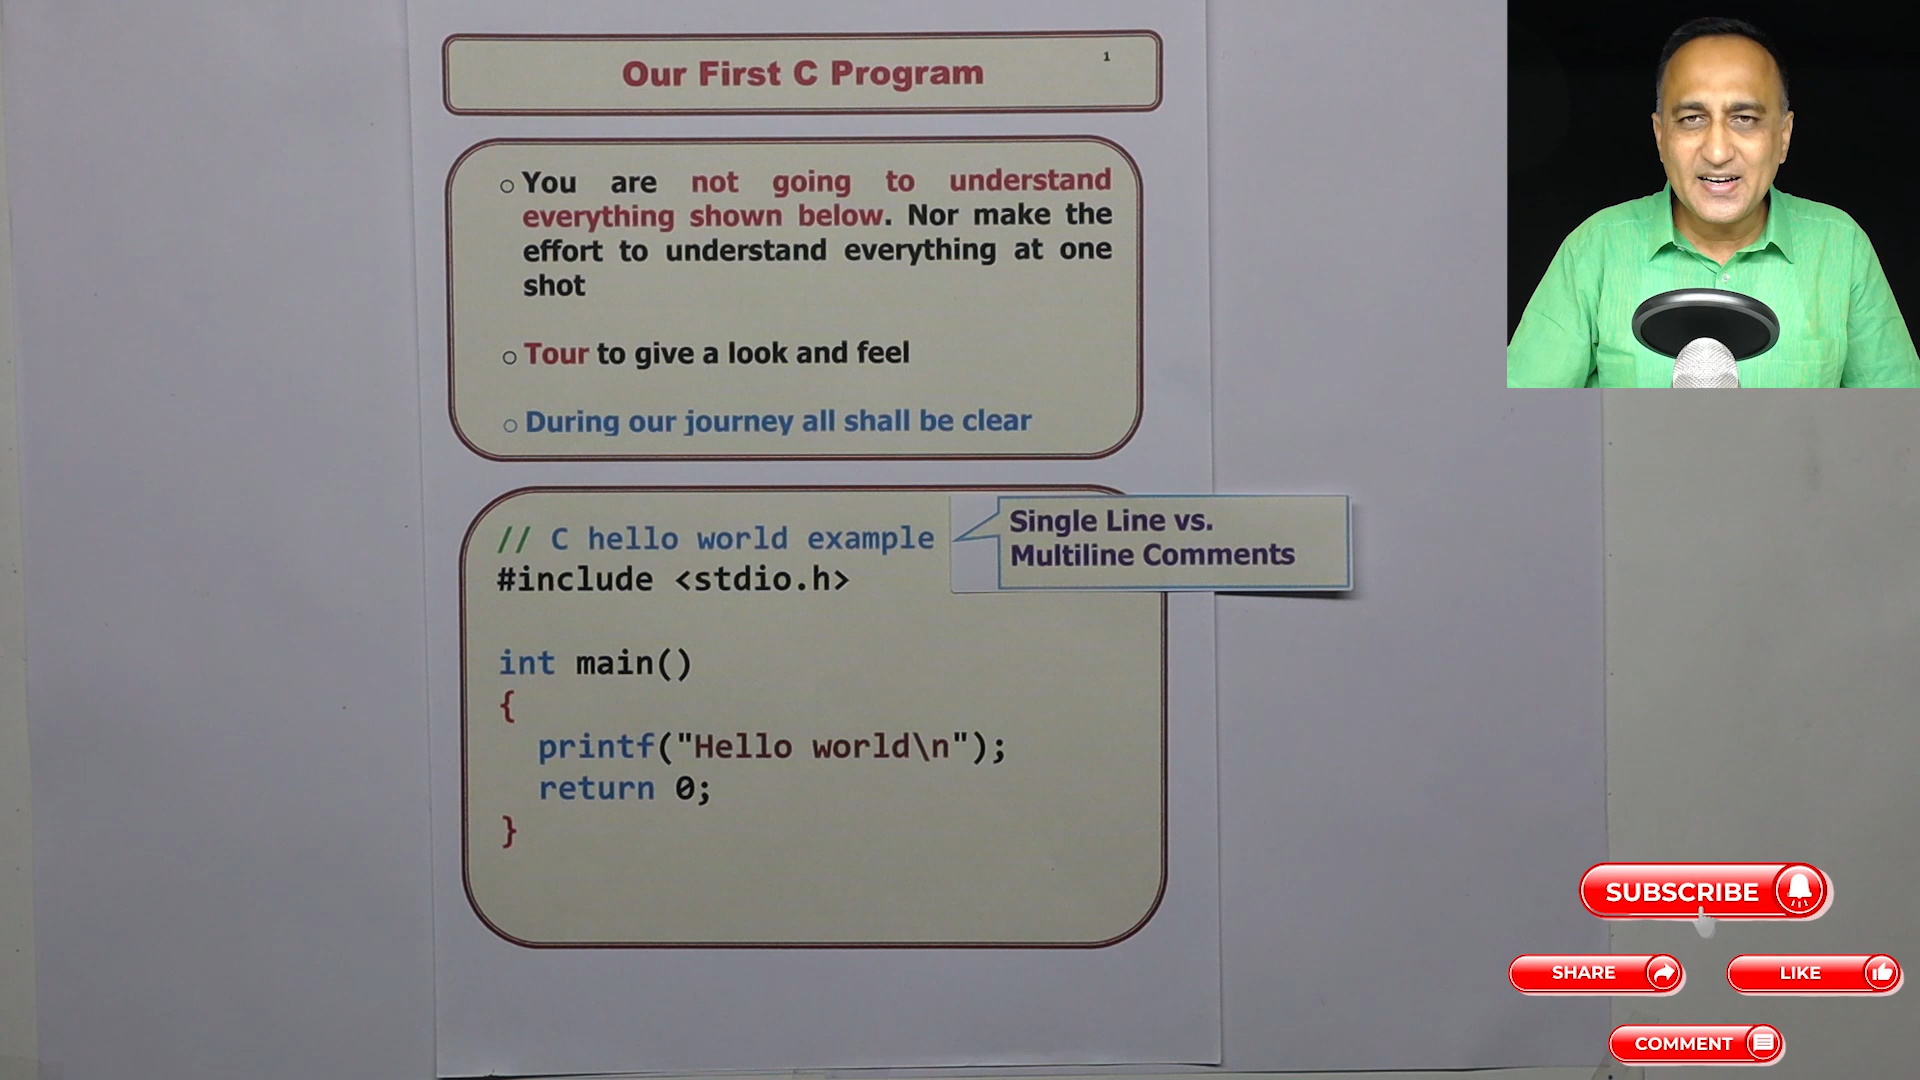 Our First C Program
1
○ You are not going to understand
everything shown below. Nor make the
effort to understand everything at one
shot
○ Tour to give a look and feel
○ During our journey all shall be clear
// C hello world example
#include <stdio.h>
Single Line vs.
Multiline Comments
int main()
{
printf("Hello world\n");
return 0;
}
SUBSCRIBE
SHARE
LIKE
COMMENT